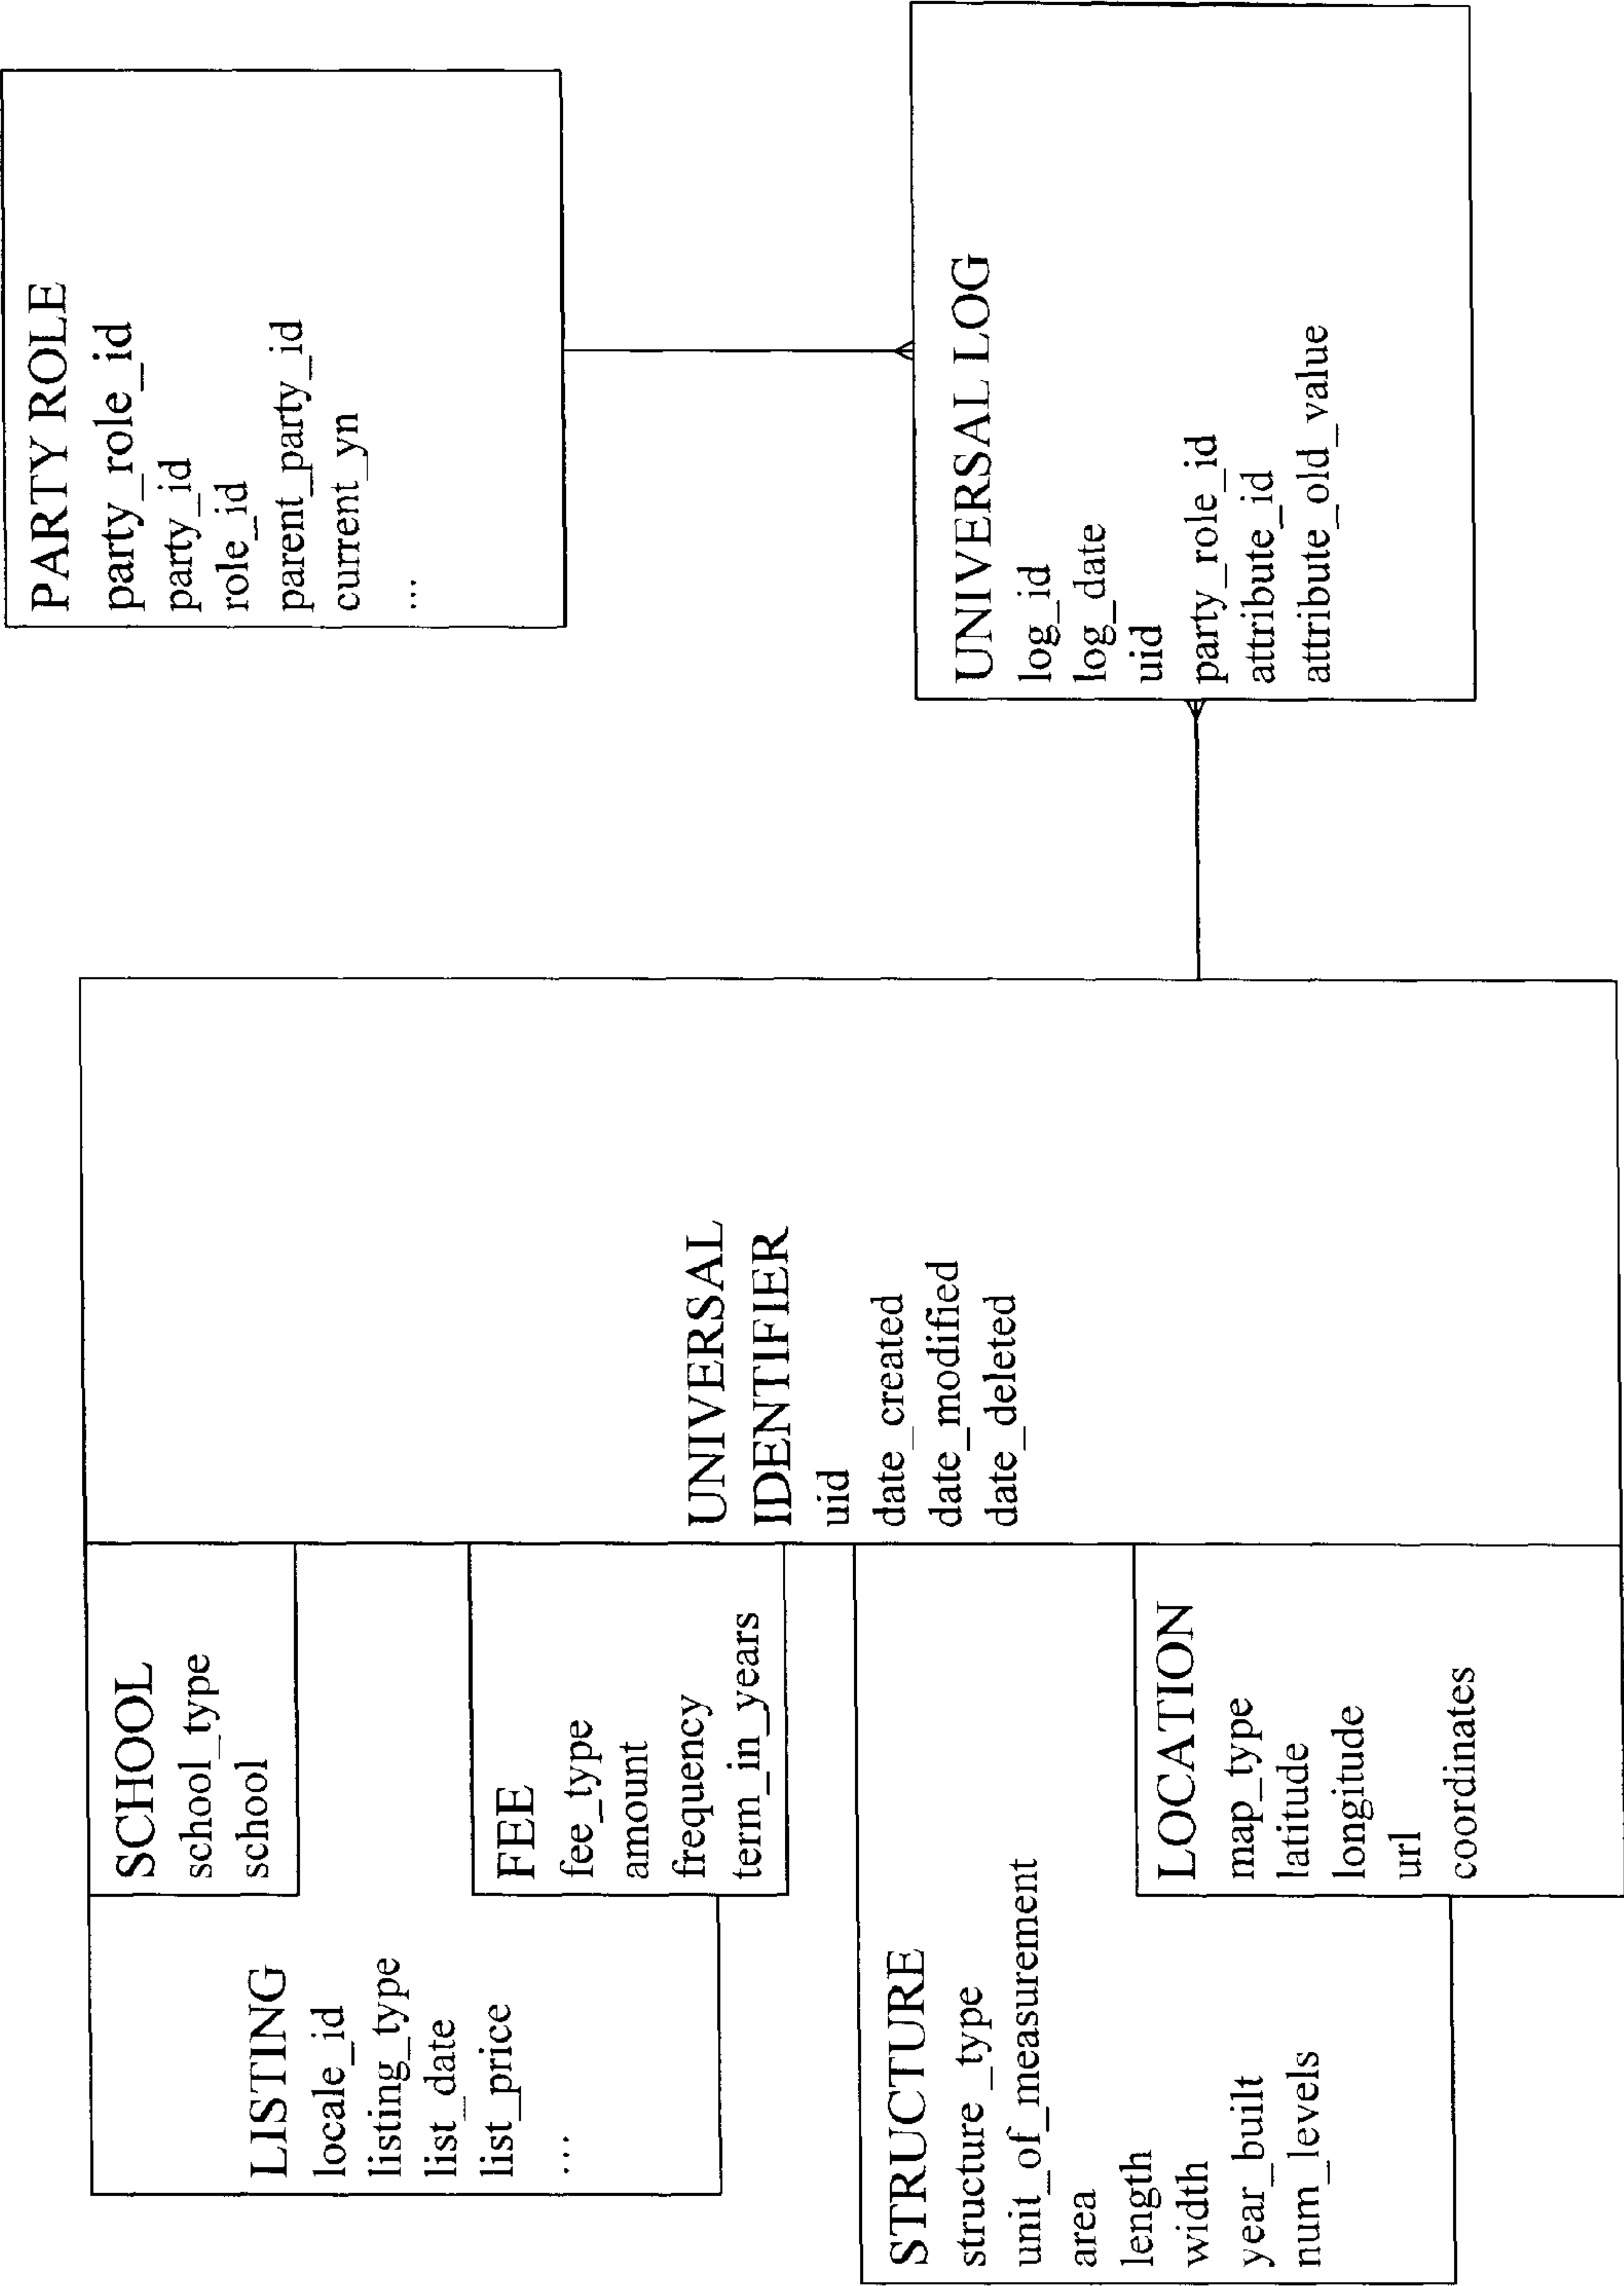 LISTING
locale_id
listing_type
list_date
list_price
...
SCHOOL
school_type
school
FEE
fee_type
amount
frequency
term_in_years
STRUCTURE
structure_type
unit_of_measurement
area
length
width
year_built
num_levels
LOCATION
map_type
latitude
longitude
url
coordinates
UNIVERSAL
IDENTIFIER
uid
date_created
date_modified
date_deleted
PARTY ROLE
party_role_id
party_id
role_id
parent_party_id
current_yn
...
UNIVERSAL LOG
log_id
log_date
uid
party_role_id
attribute_id
attribute_old_value